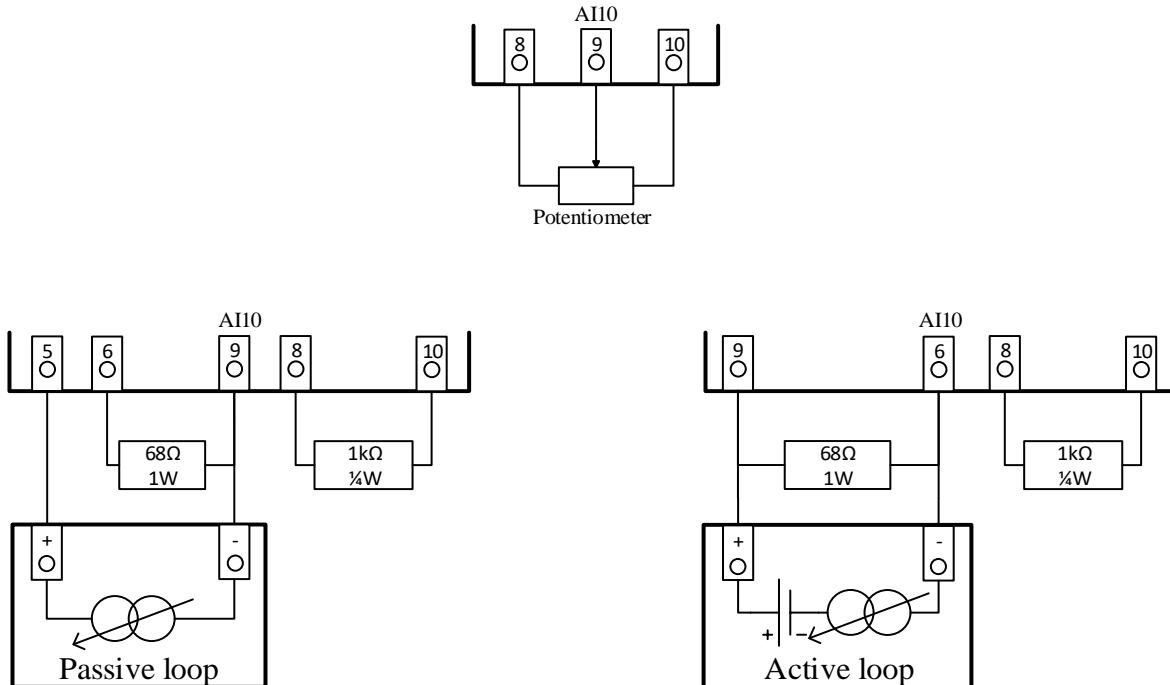 AI10
8 9 10
Potentiometer
AI10
5 6 9 8 10
68Ω
1W
1kΩ
¼W
+ -
Passive loop
AI10
9 6 8 10
68Ω
1W
1kΩ
¼W
+ -
+ −
Active loop